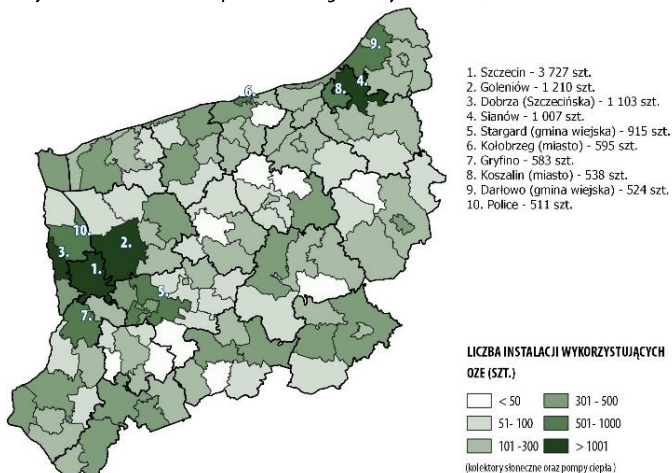 1. Szczecin - 3 727 szt.
2. Goleniów - 1 210 szt.
3. Dobrza (Szczecińska) - 1 103 szt.
4. Sianów - 1 007 szt.
5. Stargard (gmina wiejska) - 915 szt.
6. Kołobrzeg (miasto) - 595 szt.
7. Gryfino - 583 szt.
8. Koszalin (miasto) - 538 szt.
9. Darłowo (gmina wiejska) - 524 szt.
10. Police - 511 szt.
9.
4.
8.
6.
10.
3.
2.
1.
5.
7.
LICZBA INSTALACJI WYKORZYSTUJĄCYCH
OZE (SZT.)
< 50
301 - 500
51- 100
501- 1000
101 -300
> 1001
(kolektory słoneczne oraz pompy ciepła )